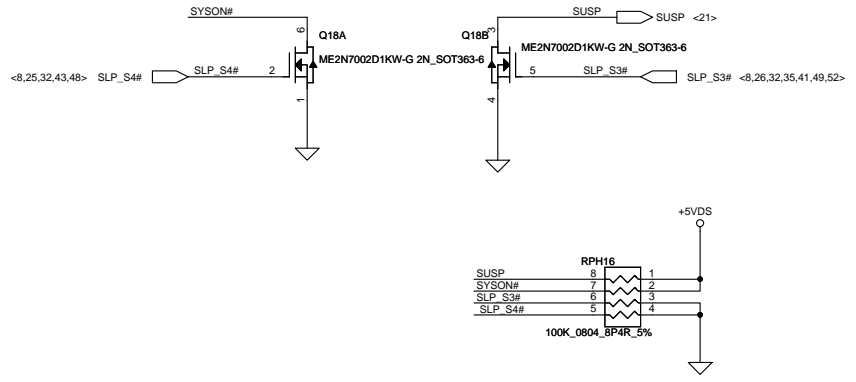 SYSON#
6
Q18A
ME2N7002D1KW-G 2N_SOT363-6
<8,25,32,43,48> SLP_S4# SLP_S4# 2
1
SUSP SUSP <21>
3
Q18B
ME2N7002D1KW-G 2N_SOT363-6
5 SLP_S3# SLP_S3# <8,26,32,35,41,49,52>
4
+5VDS
RPH16
SUSP 8 1
SYSON# 7 2
SLP_S3# 6 3
SLP_S4# 5 4
100K_0804_8P4R_5%